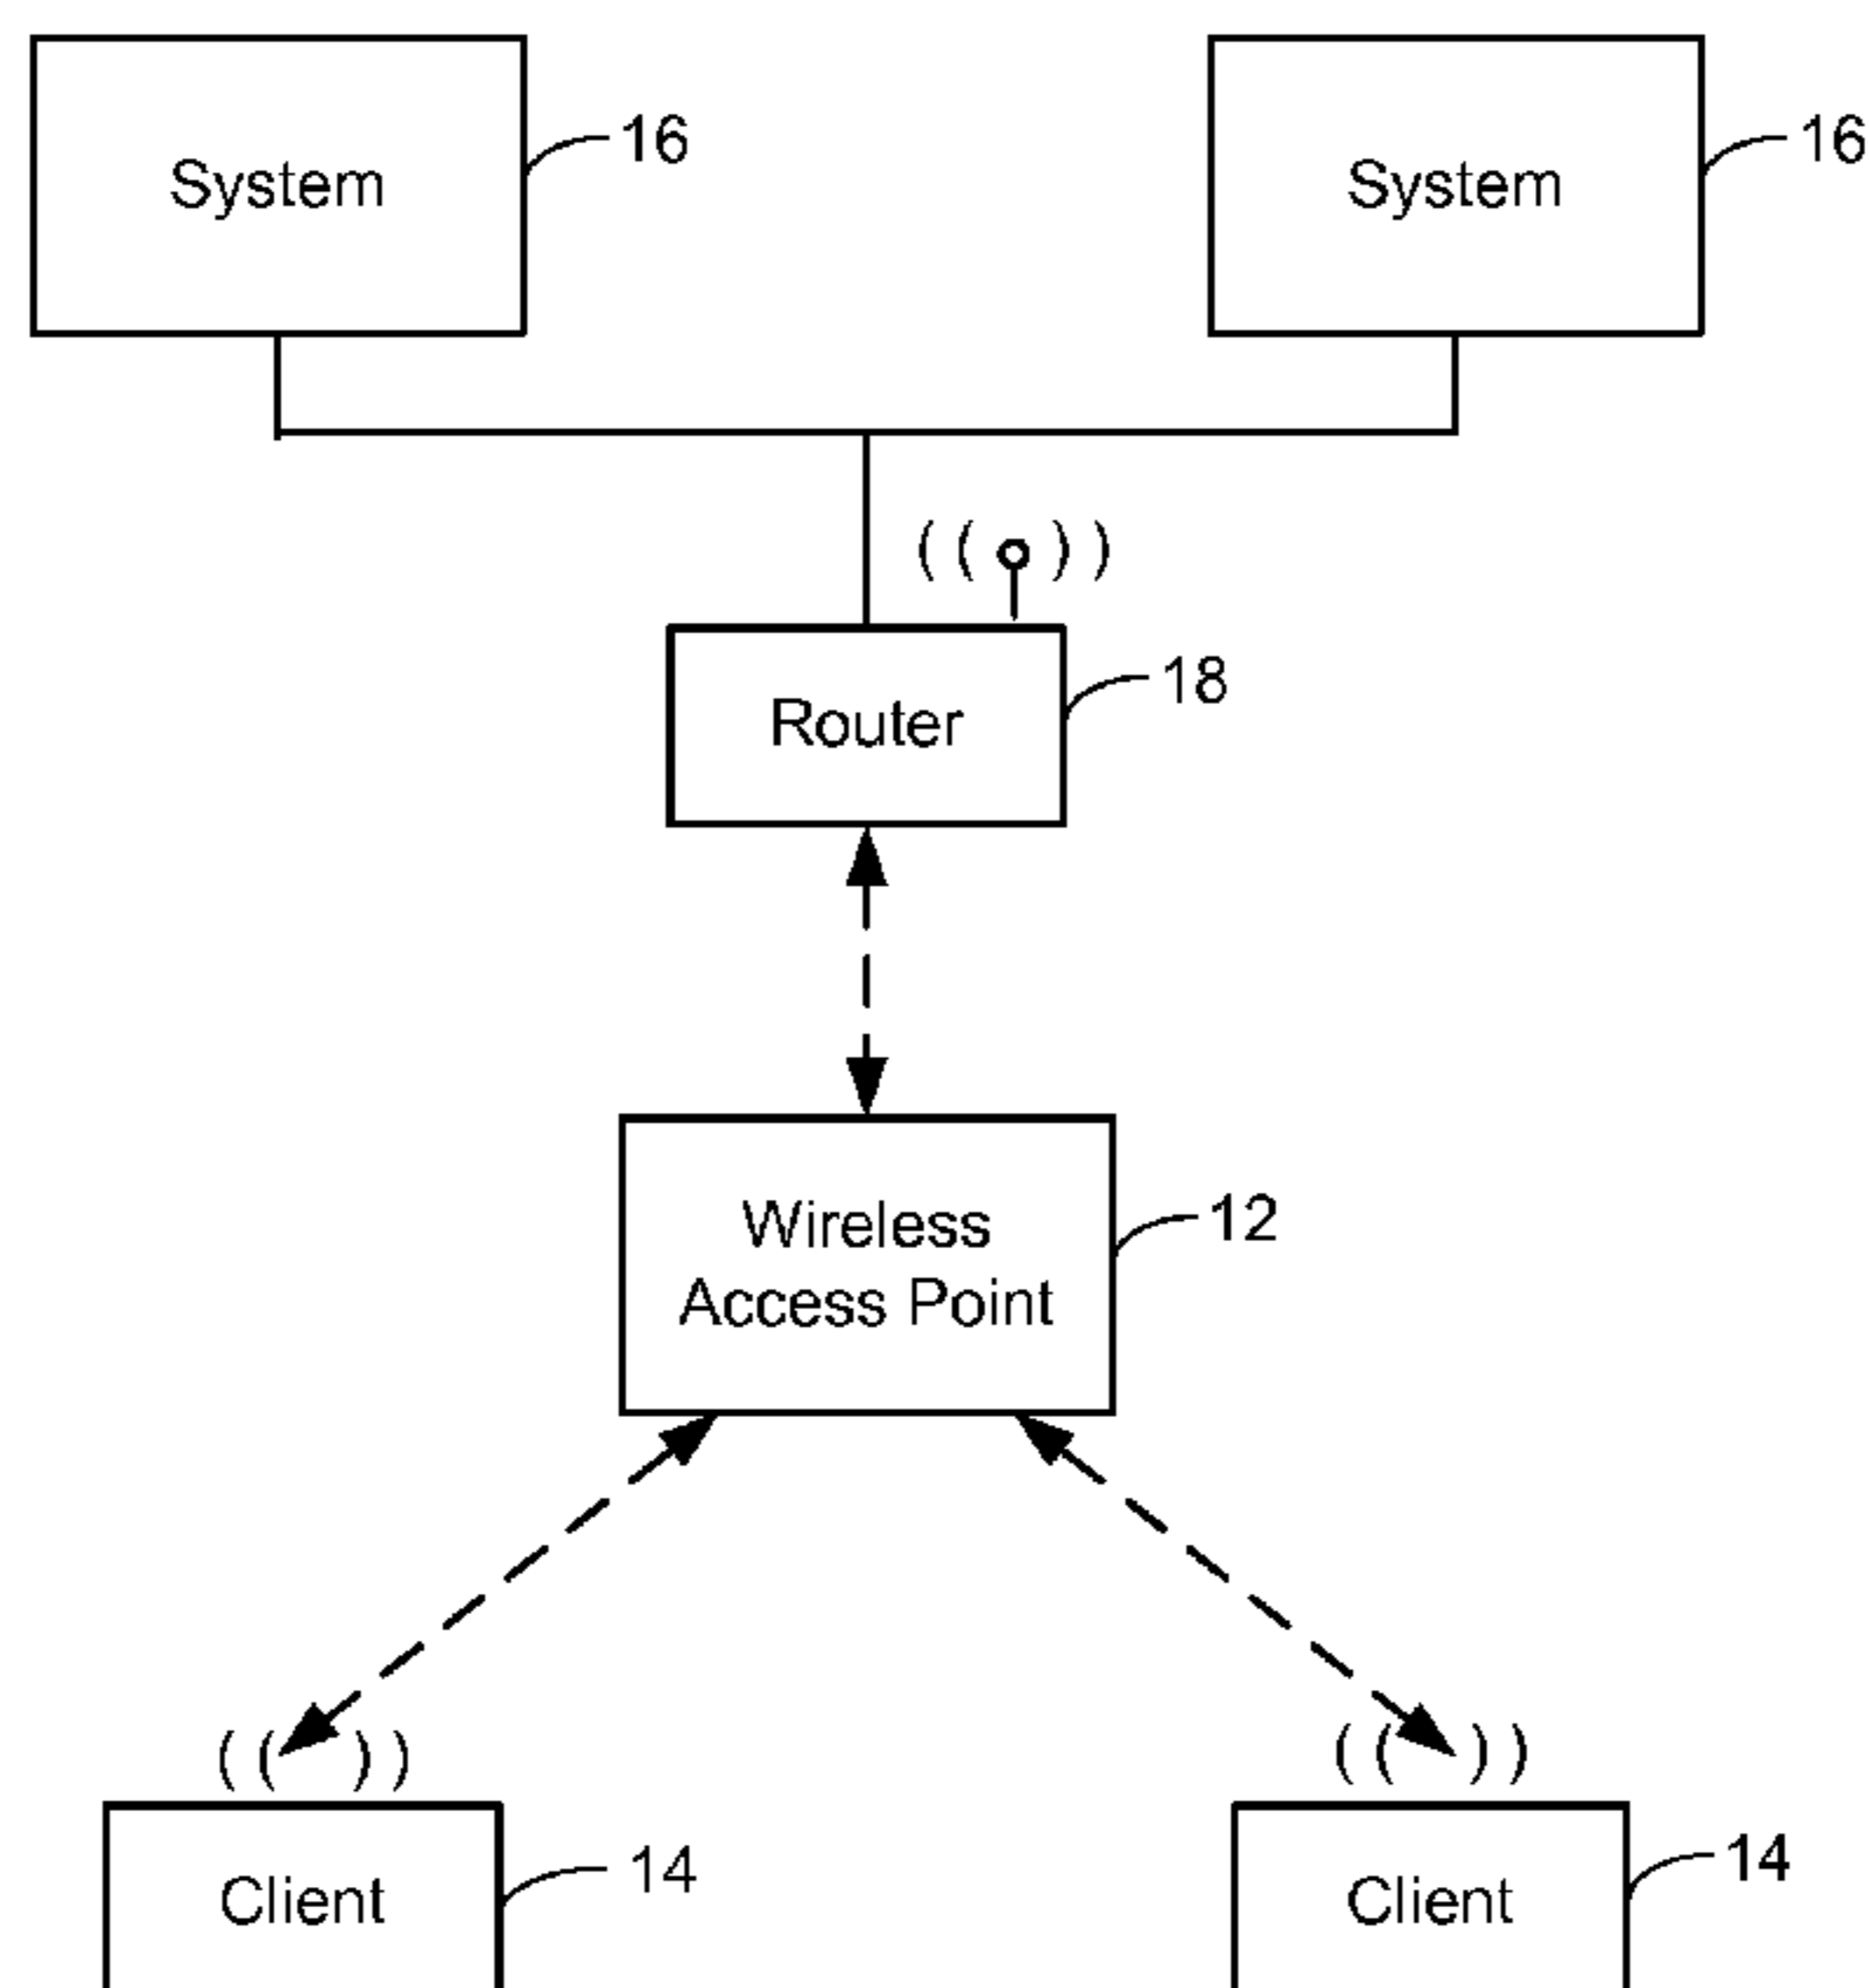 System
16
System
16
Router
18
Wireless
Access Point
12
Client
14
Client
14